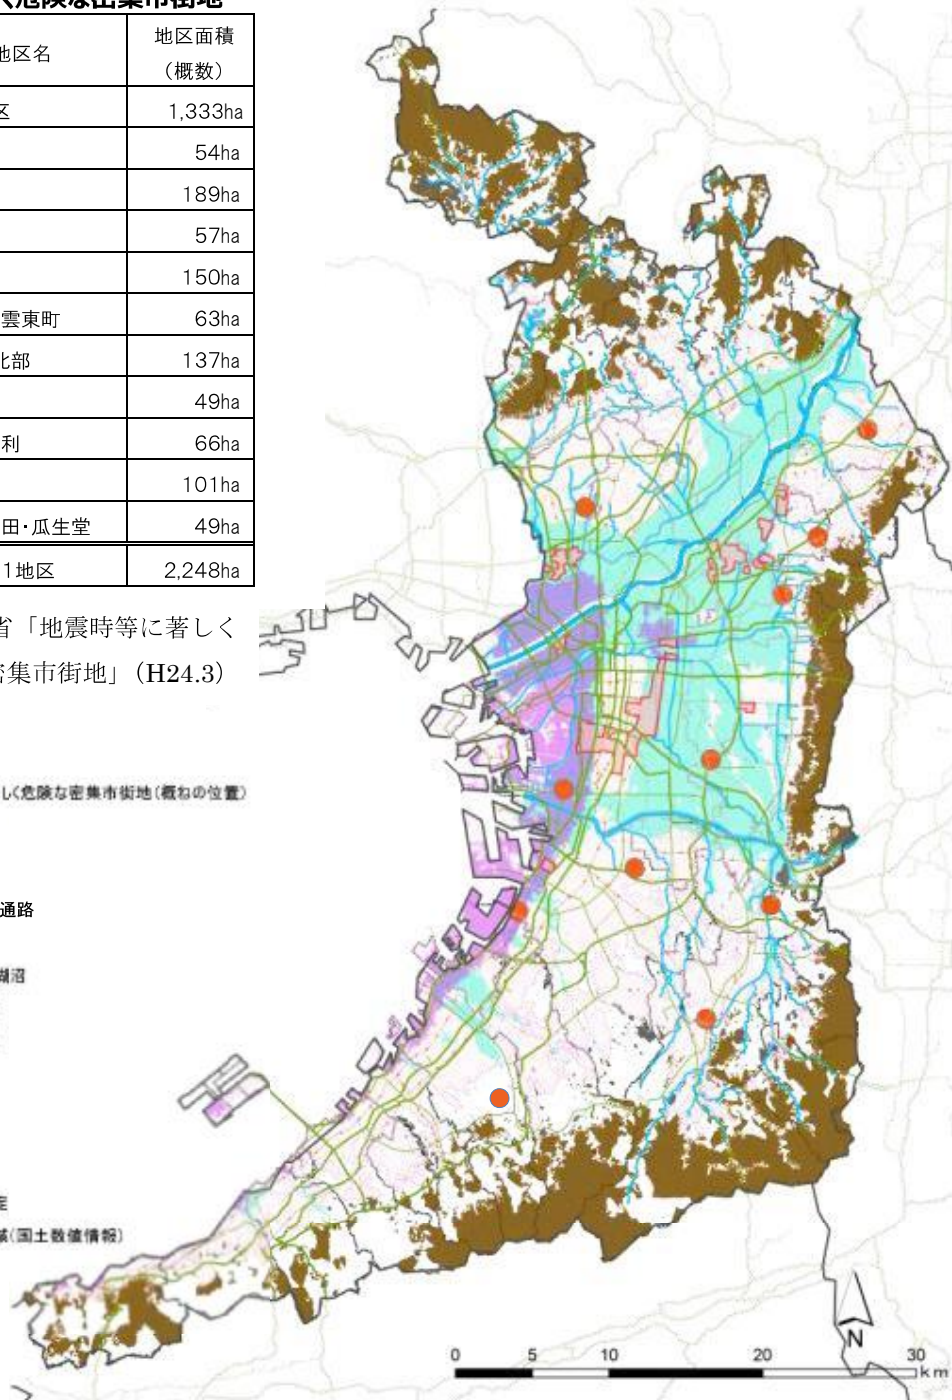 く危険な密集市街地
地区名 地区面積
（概数）
区 1,333ha
54ha
189ha
57ha
150ha
雲東町 63ha
北部 137ha
49ha
利 66ha
101ha
田・瓜生堂 49ha
1地区 2,248ha
省「地震時等に著しく
密集市街地」（H24.3）
しく危険な密集市街地（概ねの位置）
通路
湖沼
域（国土数値情報）
N
0 5 10 20 30
km